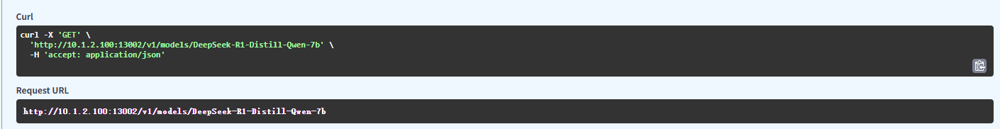 Curl
curl -X 'GET' \
'http://10.1.2.100:13002/v1/models/DeepSeek-R1-Distill-Qwen-7b' \
-H 'accept: application/json'
Request URL
http://10.1.2.100:13002/v1/models/DeepSeek-R1-Distill-Qwen-7b